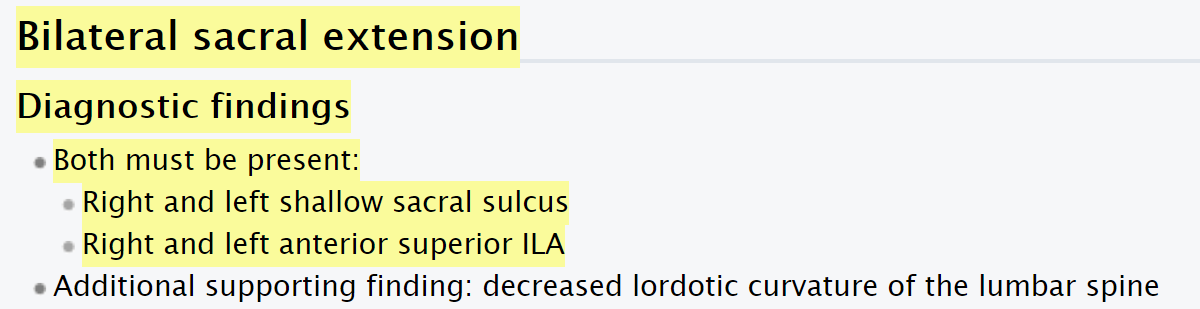 Bilateral sacral extension
Diagnostic findings
Both must be present:
Right and left shallow sacral sulcus
Right and left anterior superior ILA
Additional supporting finding: decreased lordotic curvature of the lumbar spine